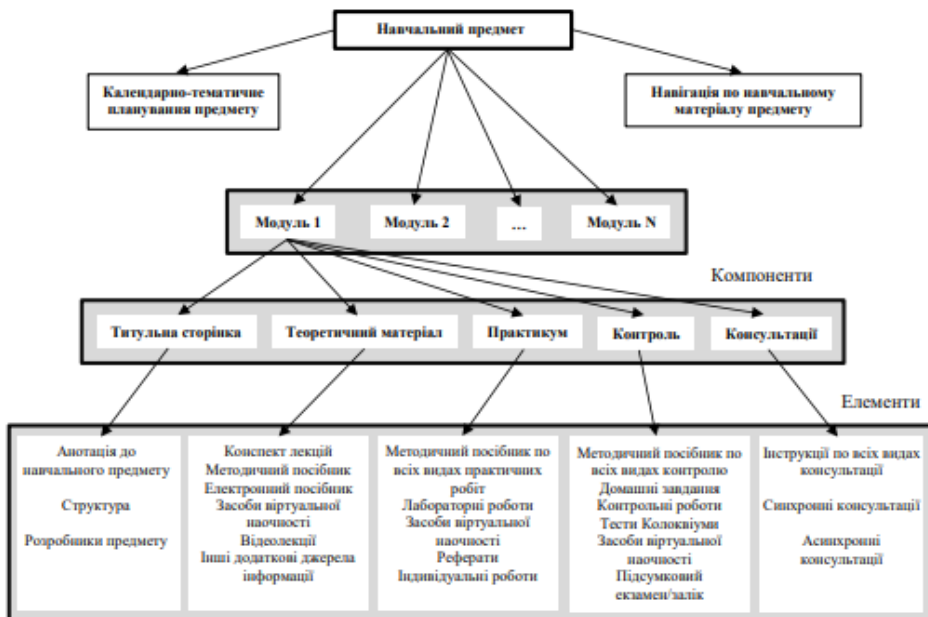 Навчальний предмет
Календарно-тематичне
планування предмету
Навігація по навчальному
матеріалу предмету
Модуль 1
Модуль 2
...
Модуль N
Компоненти
Титульна сторінка
Теоретичний матеріал
Практикум
Контроль
Консультації
Елементи
Анотація до
навчального предмету
Структура
Розробники предмету
Конспект лекцій
Методичний посібник
Електронний посібник
Засоби віртуальної
наочності
Відеолекції
Інші додаткові джерела
інформації
Методичний посібник по
всіх видах практичних
робіт
Лабораторні роботи
Засоби віртуальної
наочності
Реферати
Індивідуальні роботи
Методичний посібник по
всіх видах контролю
Домашні завдання
Контрольні роботи
Тести Колоквіуми
Засоби віртуальної
наочності
Підсумковий
екзамен/залік
Інструкції по всіх видах
консультації
Синхронні консультації
Асинхронні
консультації